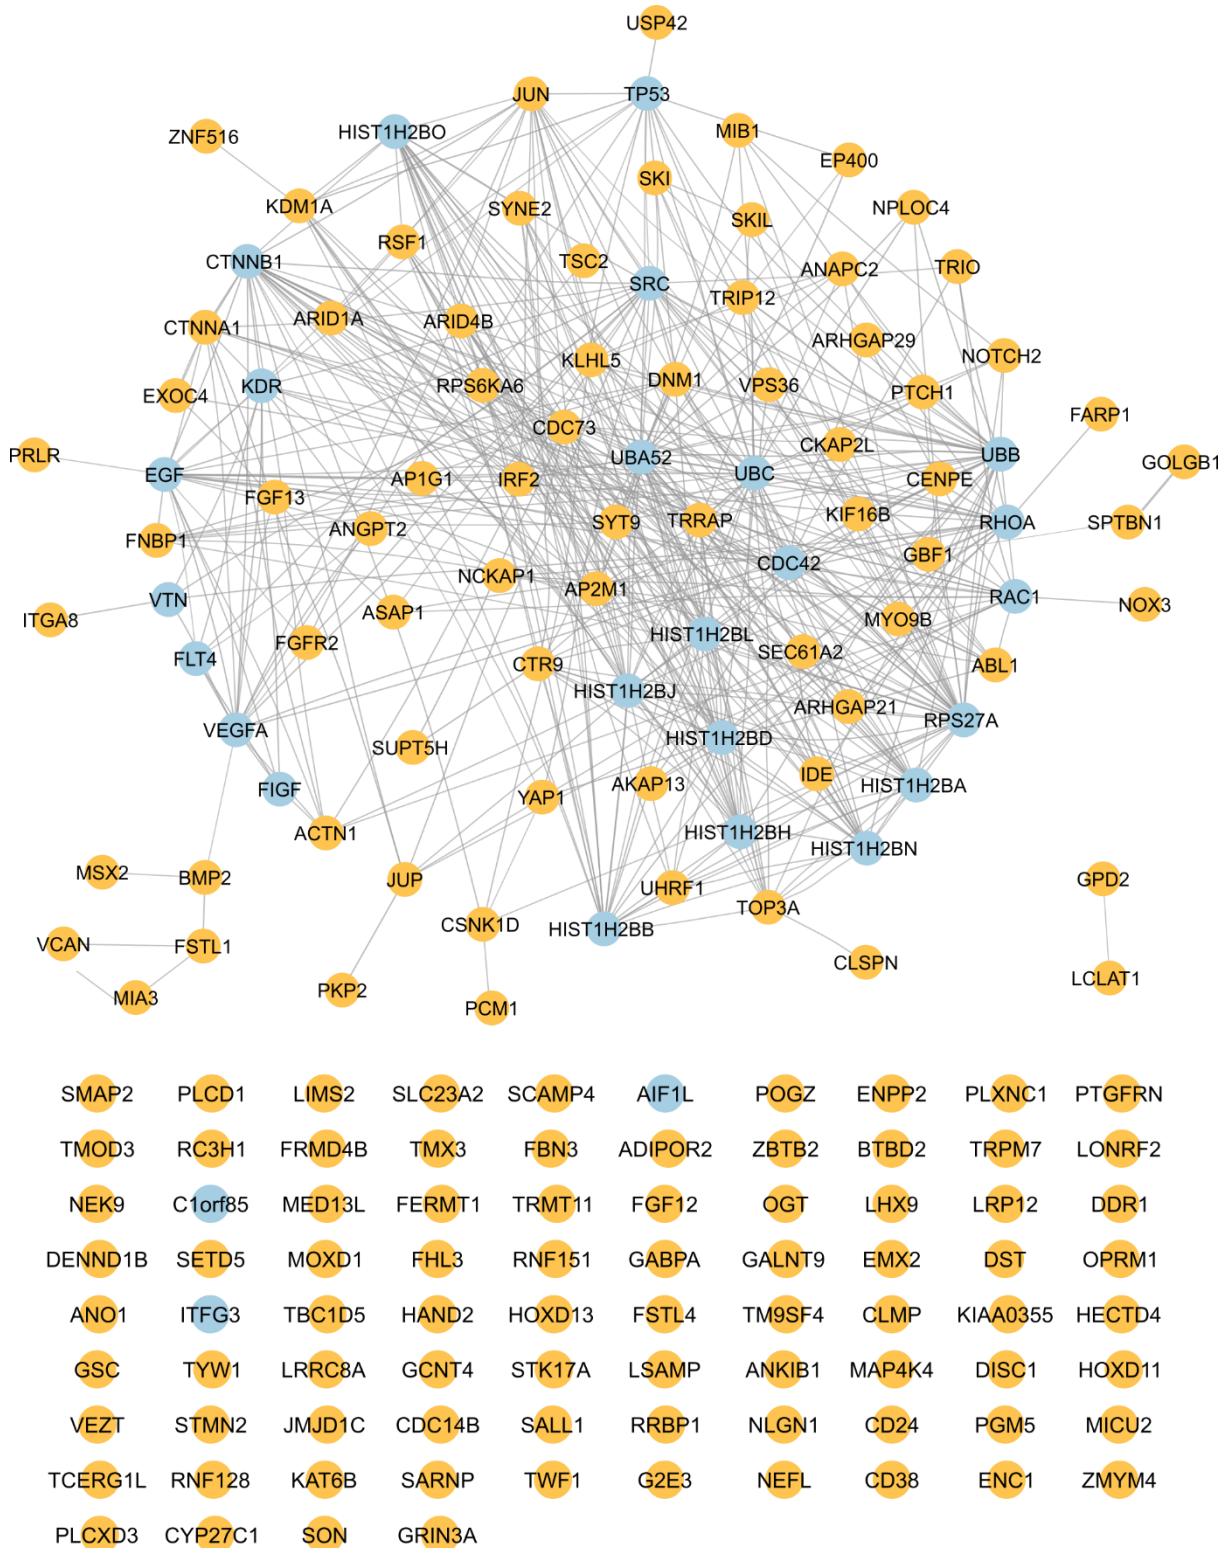 USP42
JUN
TP53
HIST1H2BO
MIB1
ZNF516
EP400
SKI
KDM1A
SYNE2
SKIL
NPLOC4
RSF1
CTNNB1
TSC2
SRC
ANAPC2
TRIO
TRIP12
CTNNA1
ARID1A
ARID4B
ARHGAP29
KLHL5
NOTCH2
EXOC4
KDR
RPS6KA6
DNM1
VPS36
PTCH1
FARP1
CDC73
PRLR
EGF
UBA52
UBC
CKAP2L
UBB
GOLGB1
FGF13
AP1G1
IRF2
CENPE
FNBP1
ANGPT2
SYT9
TRRAP
KIF16B
RHOA
SPTBN1
GBF1
CDC42
NCKAP1
VTN
AP2M1
RAC1
ITGA8
ASAP1
MYO9B
NOX3
FLT4
FGFR2
HIST1H2BL
SEC61A2
CTR9
HIST1H2BJ
ABL1
ARHGAP21
VEGFA
SUPT5H
HIST1H2BD
RPS27A
FIGF
YAP1
AKAP13
IDE
HIST1H2BA
ACTN1
HIST1H2BH
HIST1H2BN
MSX2
BMP2
JUP
UHRF1
TOP3A
GPD2
VCAN
FSTL1
CSNK1D
HIST1H2BB
CLSPN
LCLAT1
MIA3
PKP2
PCM1
SMAP2 PLCD1 LIMS2 SLC23A2 SCAMP4 AIF1L POGZ ENPP2 PLXNC1 PTGFRN
TMOD3 RC3H1 FRMD4B TMX3 FBN3 ADIPOR2 ZBTB2 BTBD2 TRPM7 LONRF2
NEK9 C1orf85 MED13L FERMT1 TRMT11 FGF12 OGT LHX9 LRP12 DDR1
DENND1B SETD5 MOXD1 FHL3 RNF151 GABPA GALNT9 EMX2 DST OPRM1
ANO1 ITFG3 TBC1D5 HAND2 HOXD13 FSTL4 TM9SF4 CLMP KIAA0355 HECTD4
GSC TYW1 LRRC8A GCNT4 STK17A LSAMP ANKIB1 MAP4K4 DISC1 HOXD11
VEZT STMN2 JMJD1C CDC14B SALL1 RRBP1 NLGN1 CD24 PGM5 MICU2
TCERG1L RNF128 KAT6B SARNP TWF1 G2E3 NEFL CD38 ENC1 ZMYM4
PLCXD3 CYP27C1 SON GRIN3A